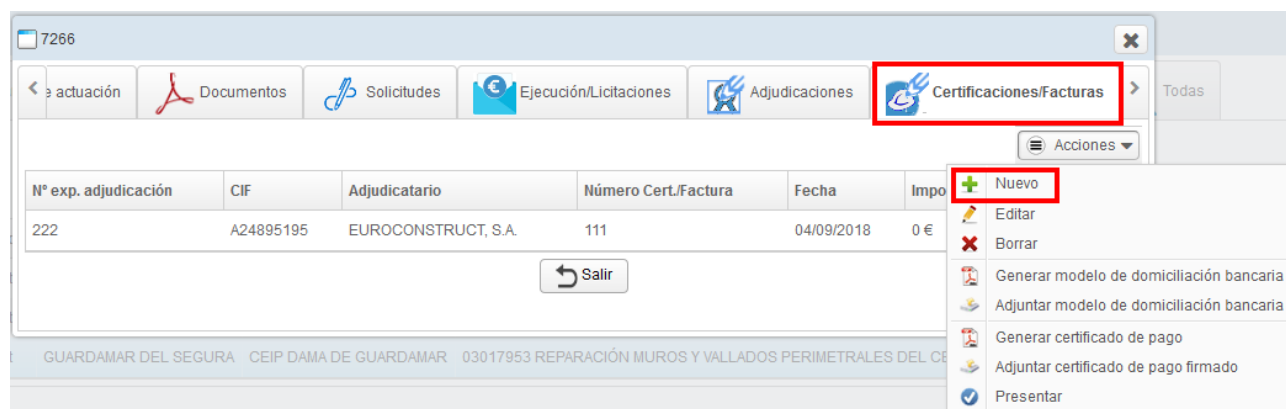 7266
e actuación Documentos Solicitudes Ejecución/Licitaciones Adjudicaciones Certificaciones/Facturas Todas
Acciones
Nº exp. adjudicación CIF Adjudicatario Número Cert./Factura Fecha Impo
222 A24895195 EUROCONSTRUCT, S.A. 111 04/09/2018 0 €
Salir
Nuevo
Editar
Borrar
Generar modelo de domiciliación bancaria
Adjuntar modelo de domiciliación bancaria
Generar certificado de pago
Adjuntar certificado de pago firmado
Presentar
GUARDAMAR DEL SEGURA CEIP DAMA DE GUARDAMAR 03017953 REPARACIÓN MUROS Y VALLADOS PERIMETRALES DEL CE